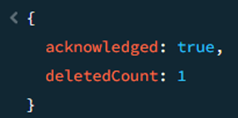 {
acknowledged: true,
deletedCount: 1
}